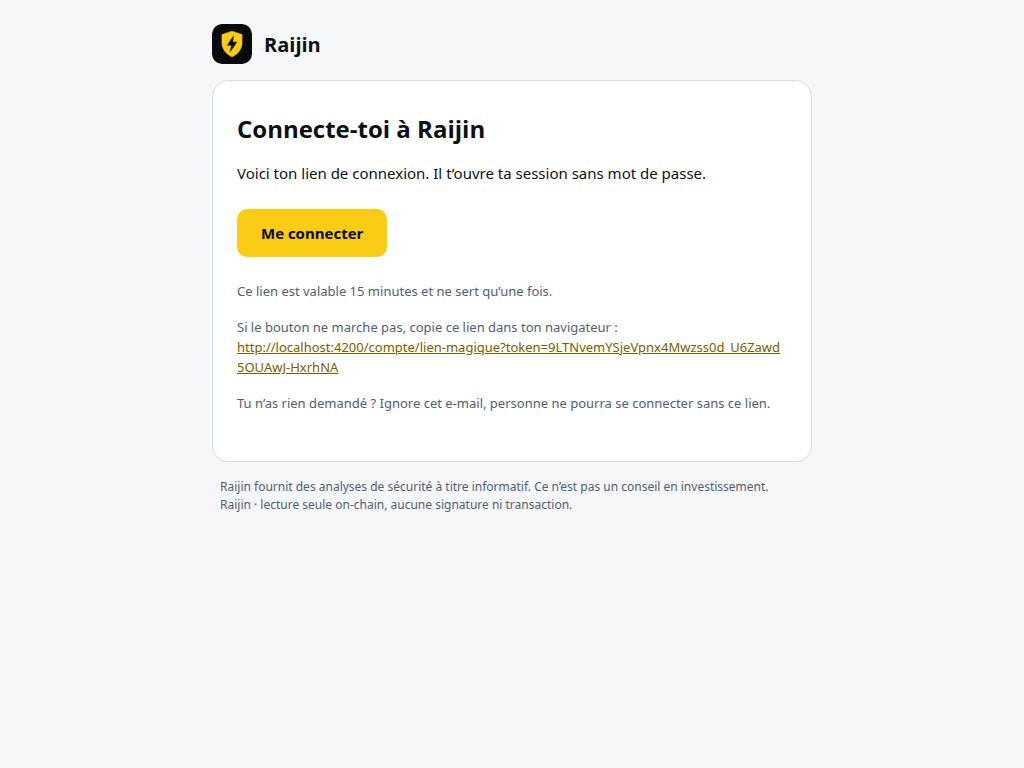 Raijin
Connecte-toi à Raijin
Voici ton lien de connexion. Il t’ouvre ta session sans mot de passe.
Me connecter
Ce lien est valable 15 minutes et ne sert qu’une fois.
Si le bouton ne marche pas, copie ce lien dans ton navigateur :
http://localhost:4200/compte/lien-magique?token=9LTNvemYSjeVpnx4Mwzss0d_U6Zawd
5OUAwJ-HxrhNA
Tu n’as rien demandé ? Ignore cet e-mail, personne ne pourra se connecter sans ce lien.
Raijin fournit des analyses de sécurité à titre informatif. Ce n’est pas un conseil en investissement.
Raijin · lecture seule on-chain, aucune signature ni transaction.